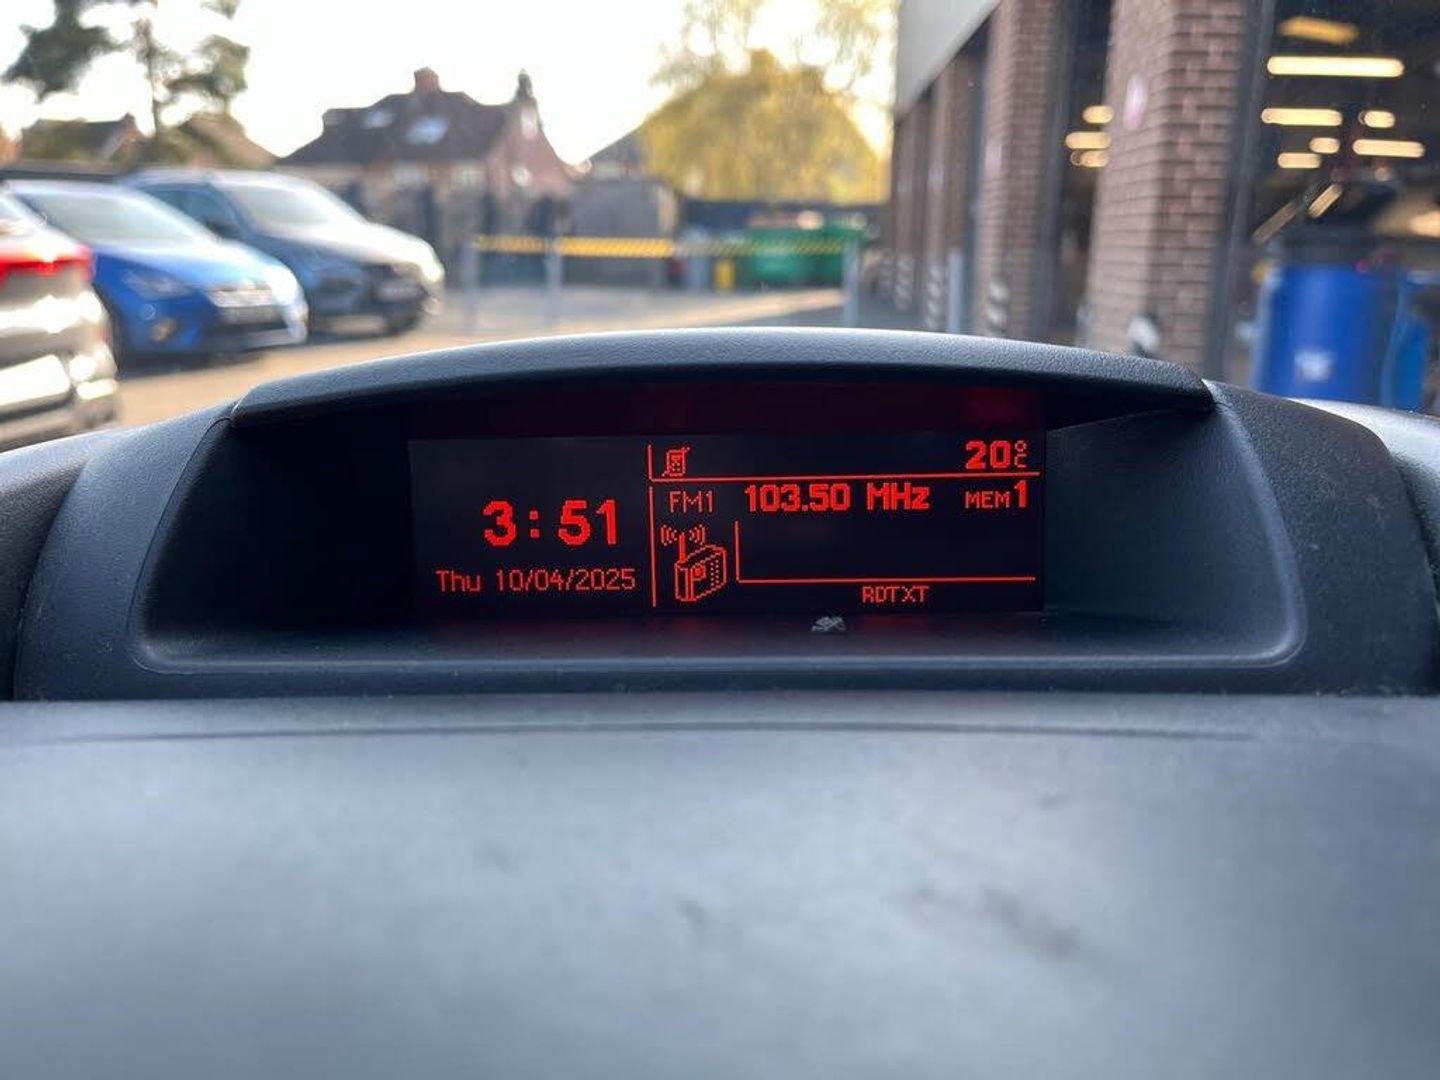 20°C
FM1 103.50 MHz MEM1
3:51
Thu 10/04/2025
RDTXT